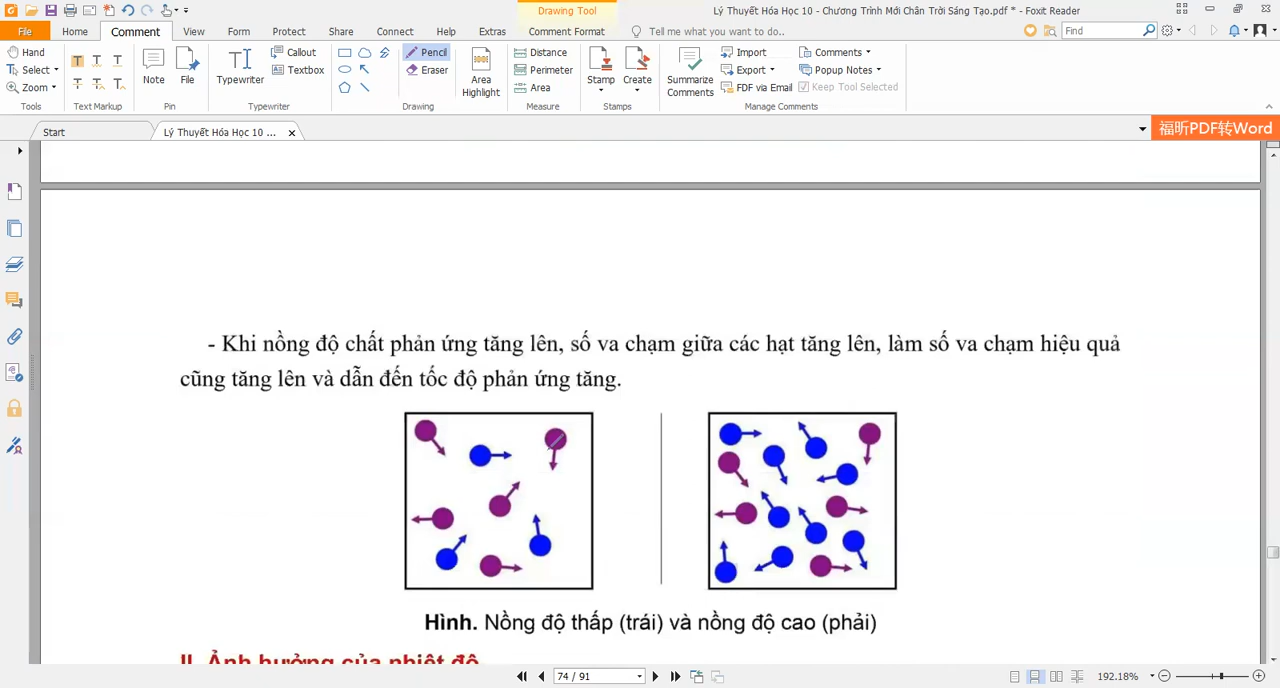 Drawing Tool
Lý Thuyết Hóa Học 10 - Chương Trình Mới Chân Trời Sáng Tạo.pdf * - Foxit Reader
File Home Comment View Form Protect Share Connect Help Extras Comment Format Tell me what you want to do.. Find
Hand
Select
Zoom
Tools
T T T
T T T
Text Markup
Note
File
Pin
Typewriter
Callout
Textbox
Typewriter
Pencil
Eraser
Drawing
Area Highlight
Distance
Perimeter
Area
Measure
Stamp
Create
Stamps
Summarize Comments
Import
Export
FDF via Email
Comments
Popup Notes
Keep Tool Selected
Manage Comments
Start
Lý Thuyết Hóa Học 10 ...
福昕PDF转Word
- Khi nồng độ chất phản ứng tăng lên, số va chạm giữa các hạt tăng lên, làm số va chạm hiệu quả
cũng tăng lên và dẫn đến tốc độ phản ứng tăng.
Hình. Nồng độ thấp (trái) và nồng độ cao (phải)
II. Ảnh hưởng của nhiệt độ
74 / 91
192.18%